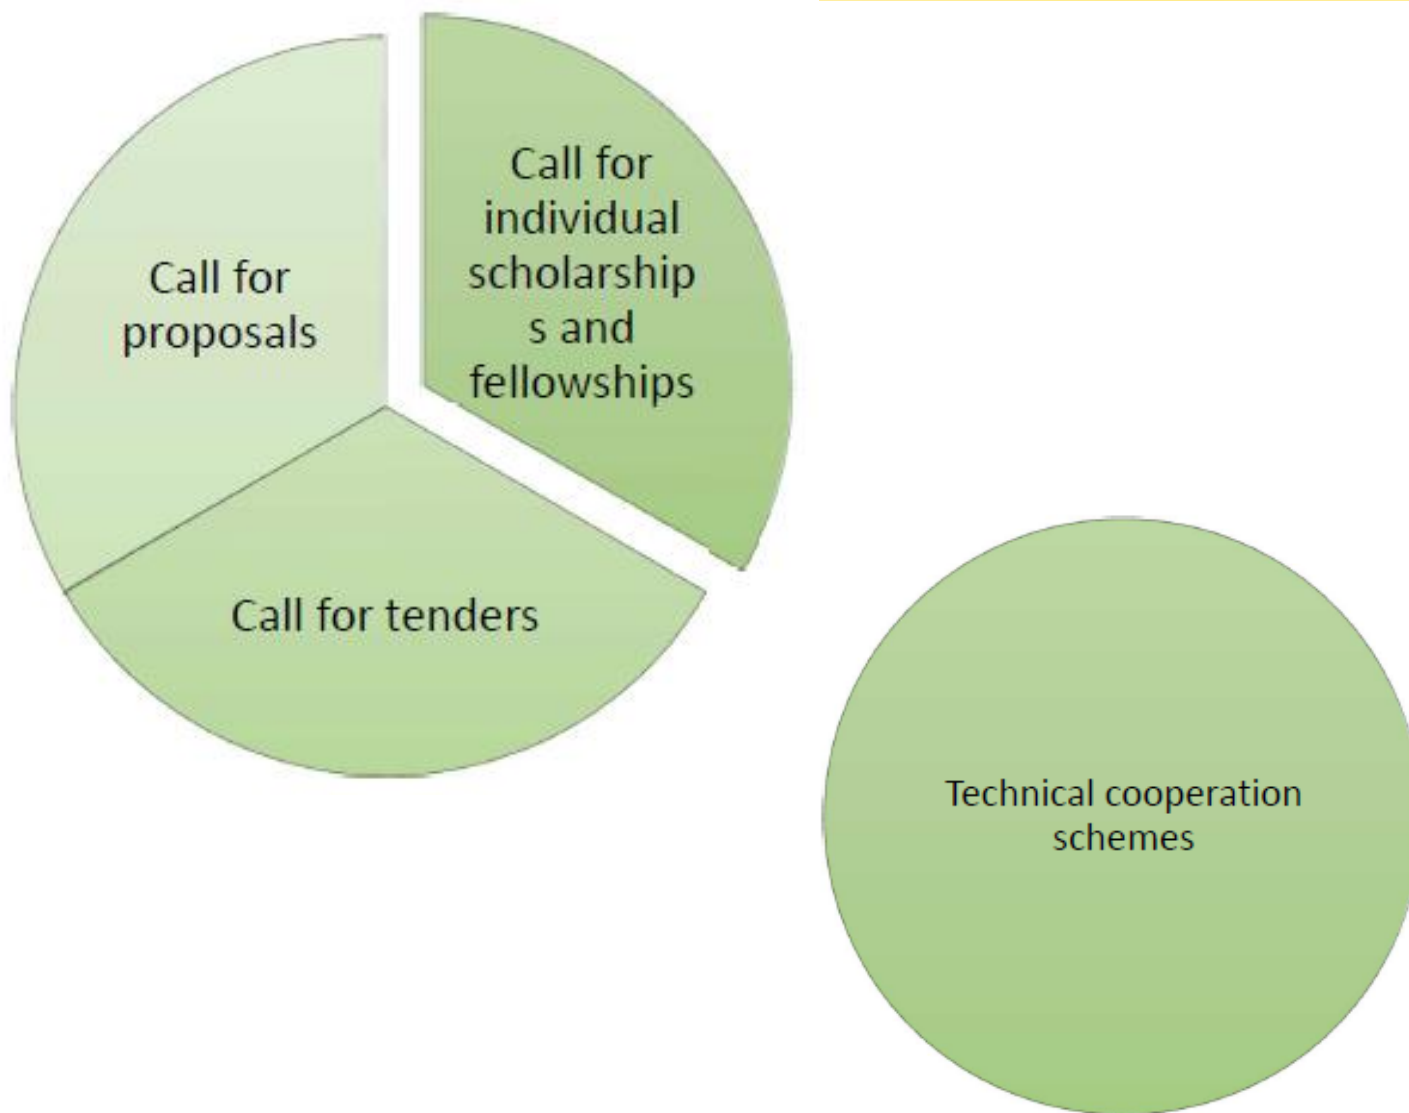 Call for
proposals
Call for
individual
scholarship
s and
fellowships
Call for tenders
Technical cooperation
schemes